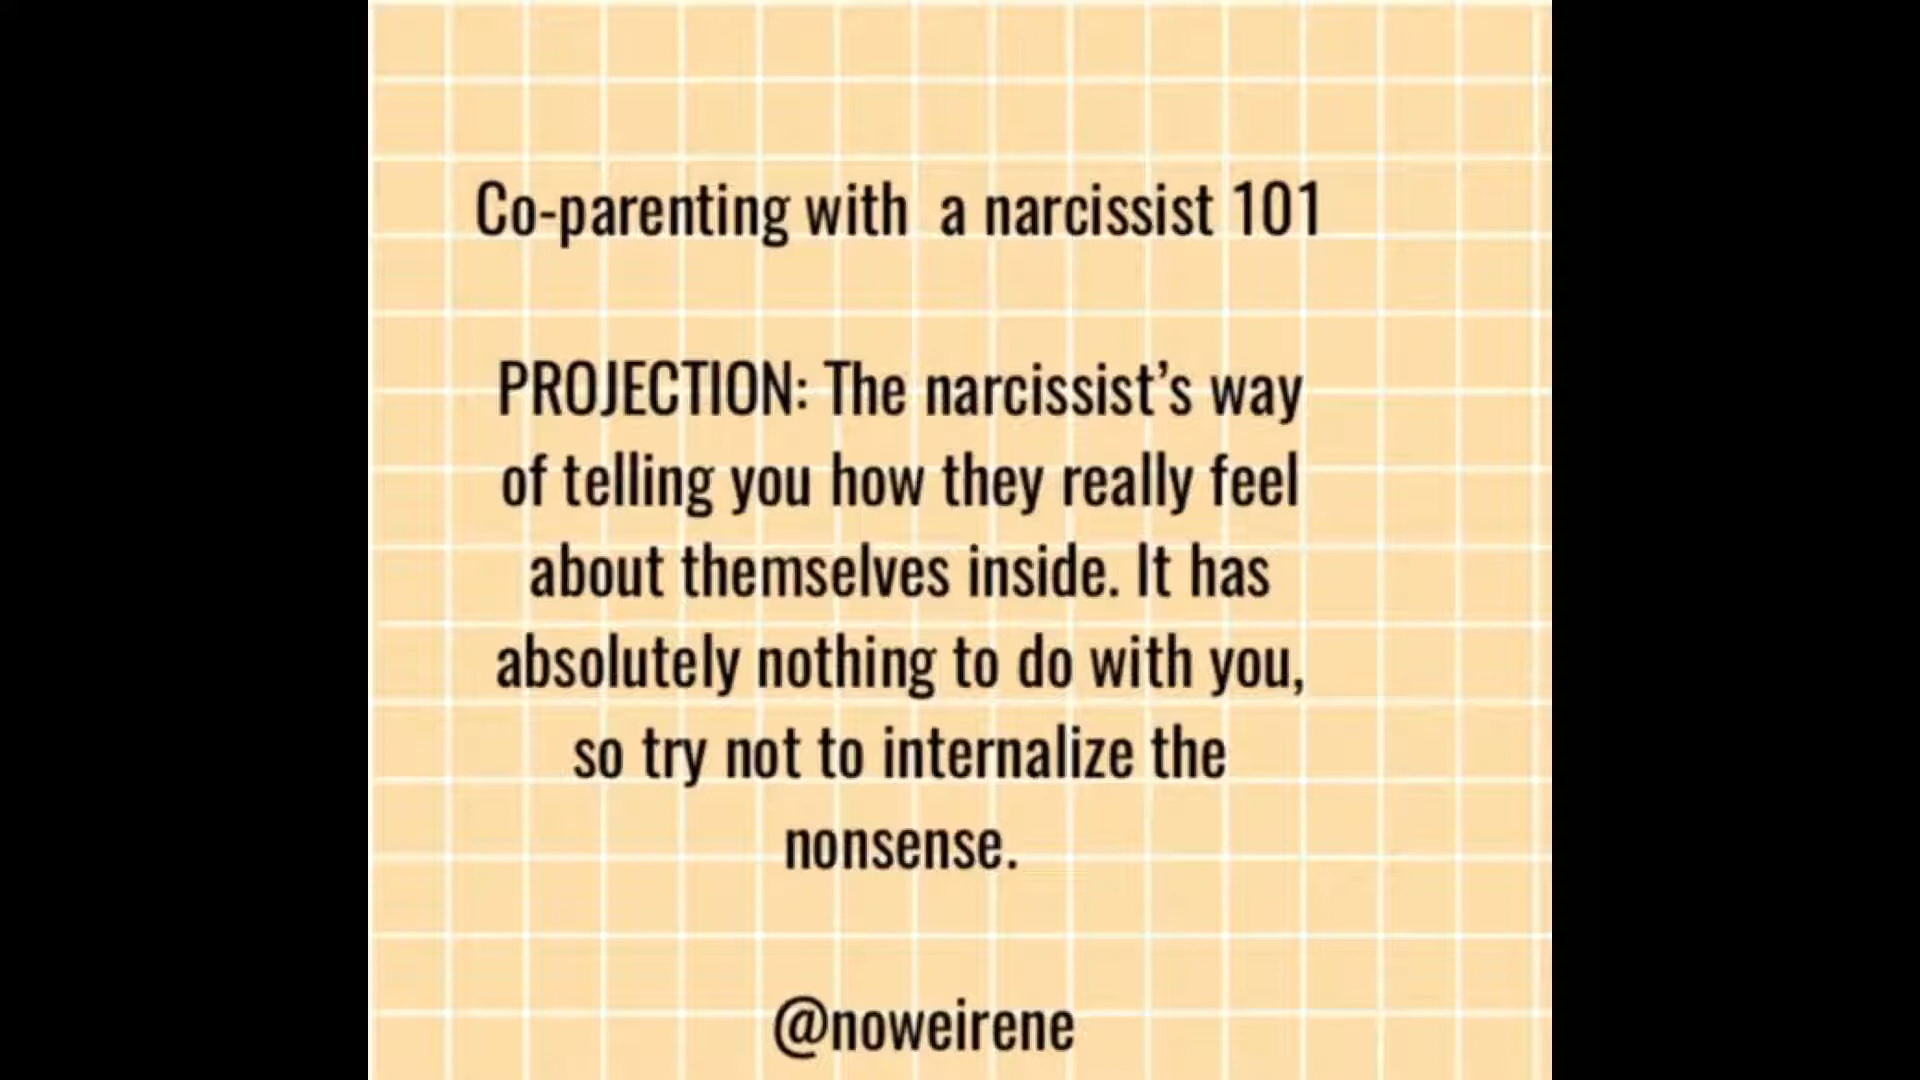 Co-parenting with  a narcissist 101
PROJECTION: The narcissist’s way
of telling you how they really feel
about themselves inside. It has
absolutely nothing to do with you,
so try not to internalize the
nonsense.
@noweirene